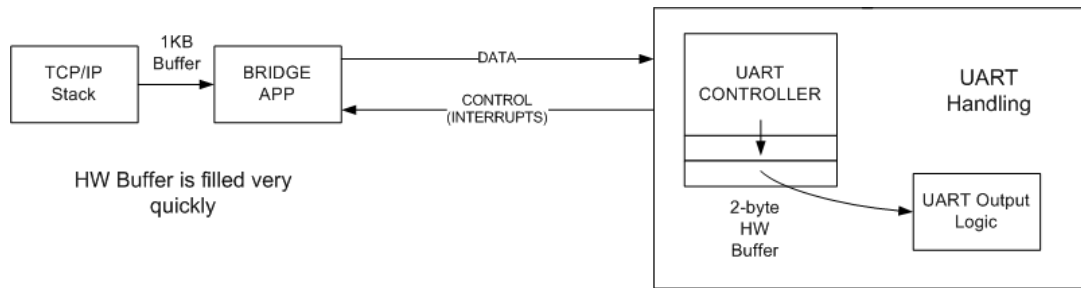 1KB
Buffer
TCP/IP
Stack
BRIDGE
APP
DATA
CONTROL
(INTERRUPTS)
UART
CONTROLLER
UART
Handling
HW Buffer is filled very
quickly
2-byte
HW
Buffer
UART Output
Logic